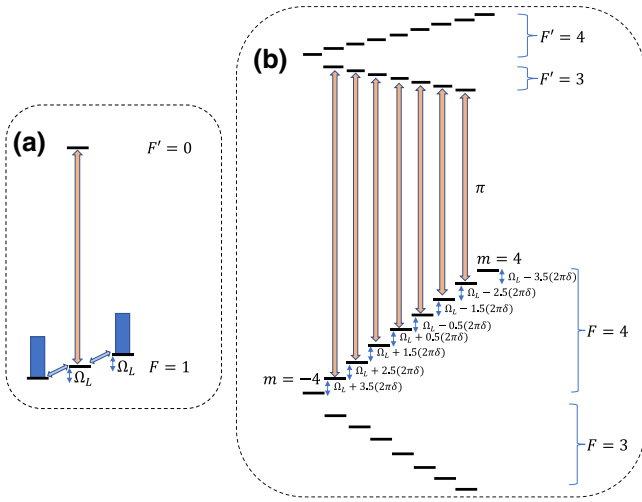 (a)
F′ = 0
Ω_L
Ω_L
F = 1
(b)
F′ = 4
F′ = 3
π
m = 4
Ω_L − 3.5(2πδ)
Ω_L − 2.5(2πδ)
Ω_L − 1.5(2πδ)
Ω_L − 0.5(2πδ)
Ω_L + 0.5(2πδ)
Ω_L + 1.5(2πδ)
Ω_L + 2.5(2πδ)
m = −4
Ω_L + 3.5(2πδ)
F = 4
F = 3